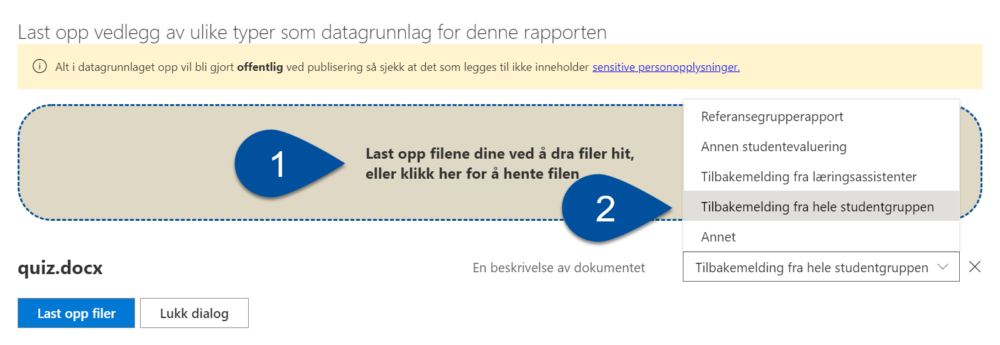 Last opp vedlegg av ulike typer som datagrunnlag for denne rapporten
Alt i datagrunnlaget opp vil bli gjort offentlig ved publisering så sjekk at det som legges til ikke inneholder sensitive personopplysninger.
1
Last opp filene dine ved å dra filer hit,
eller klikk her for å hente filen
2
Referansegrupperapport
Annen studentevaluering
Tilbakemelding fra læringsassistenter
Tilbakemelding fra hele studentgruppen
Annet
quiz.docx
En beskrivelse av dokumentet
Tilbakemelding fra hele studentgruppen
Last opp filer
Lukk dialog